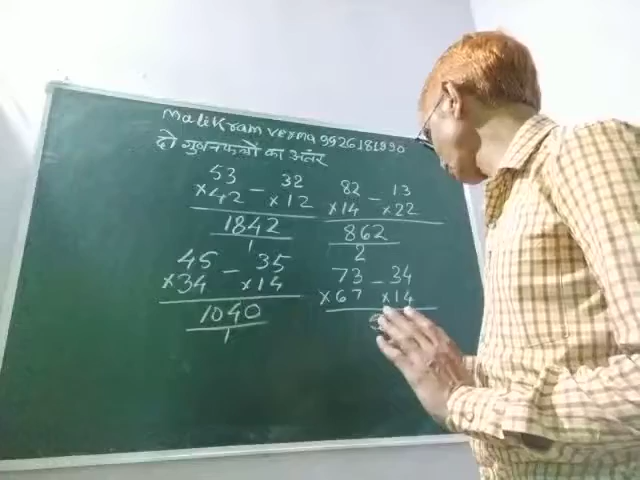 Malikram verma 9926181990
दो गुणनफलों का अंतर
53 - 32 82 - 13
×42 ×12 ×14 ×22
1842 862
1 2
45 - 35 73 - 34
×34 ×14 ×67 ×14
1040
1